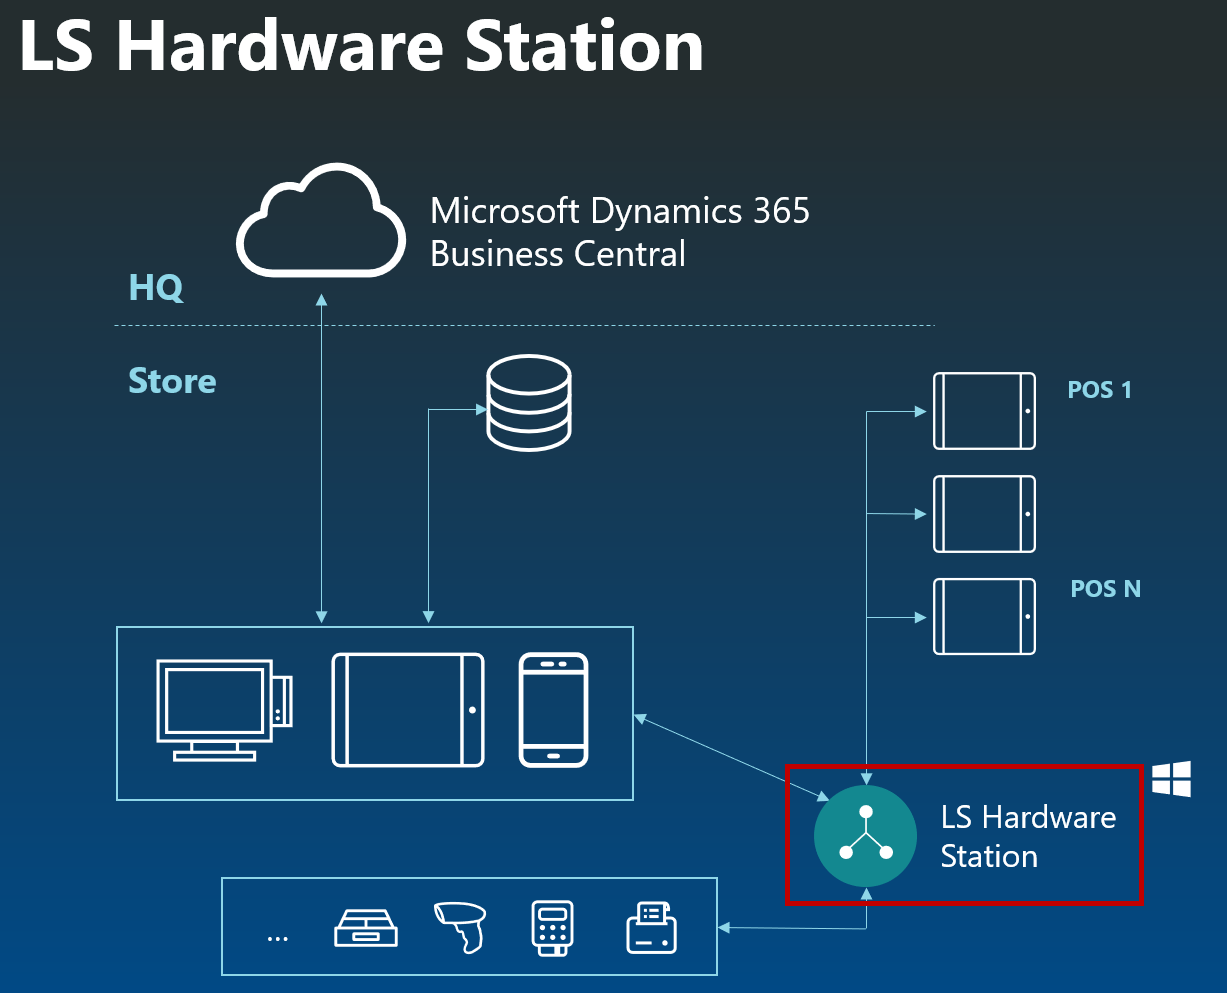 LS Hardware Station
Microsoft Dynamics 365
Business Central
HQ
Store
POS 1
POS N
LS Hardware
Station
...